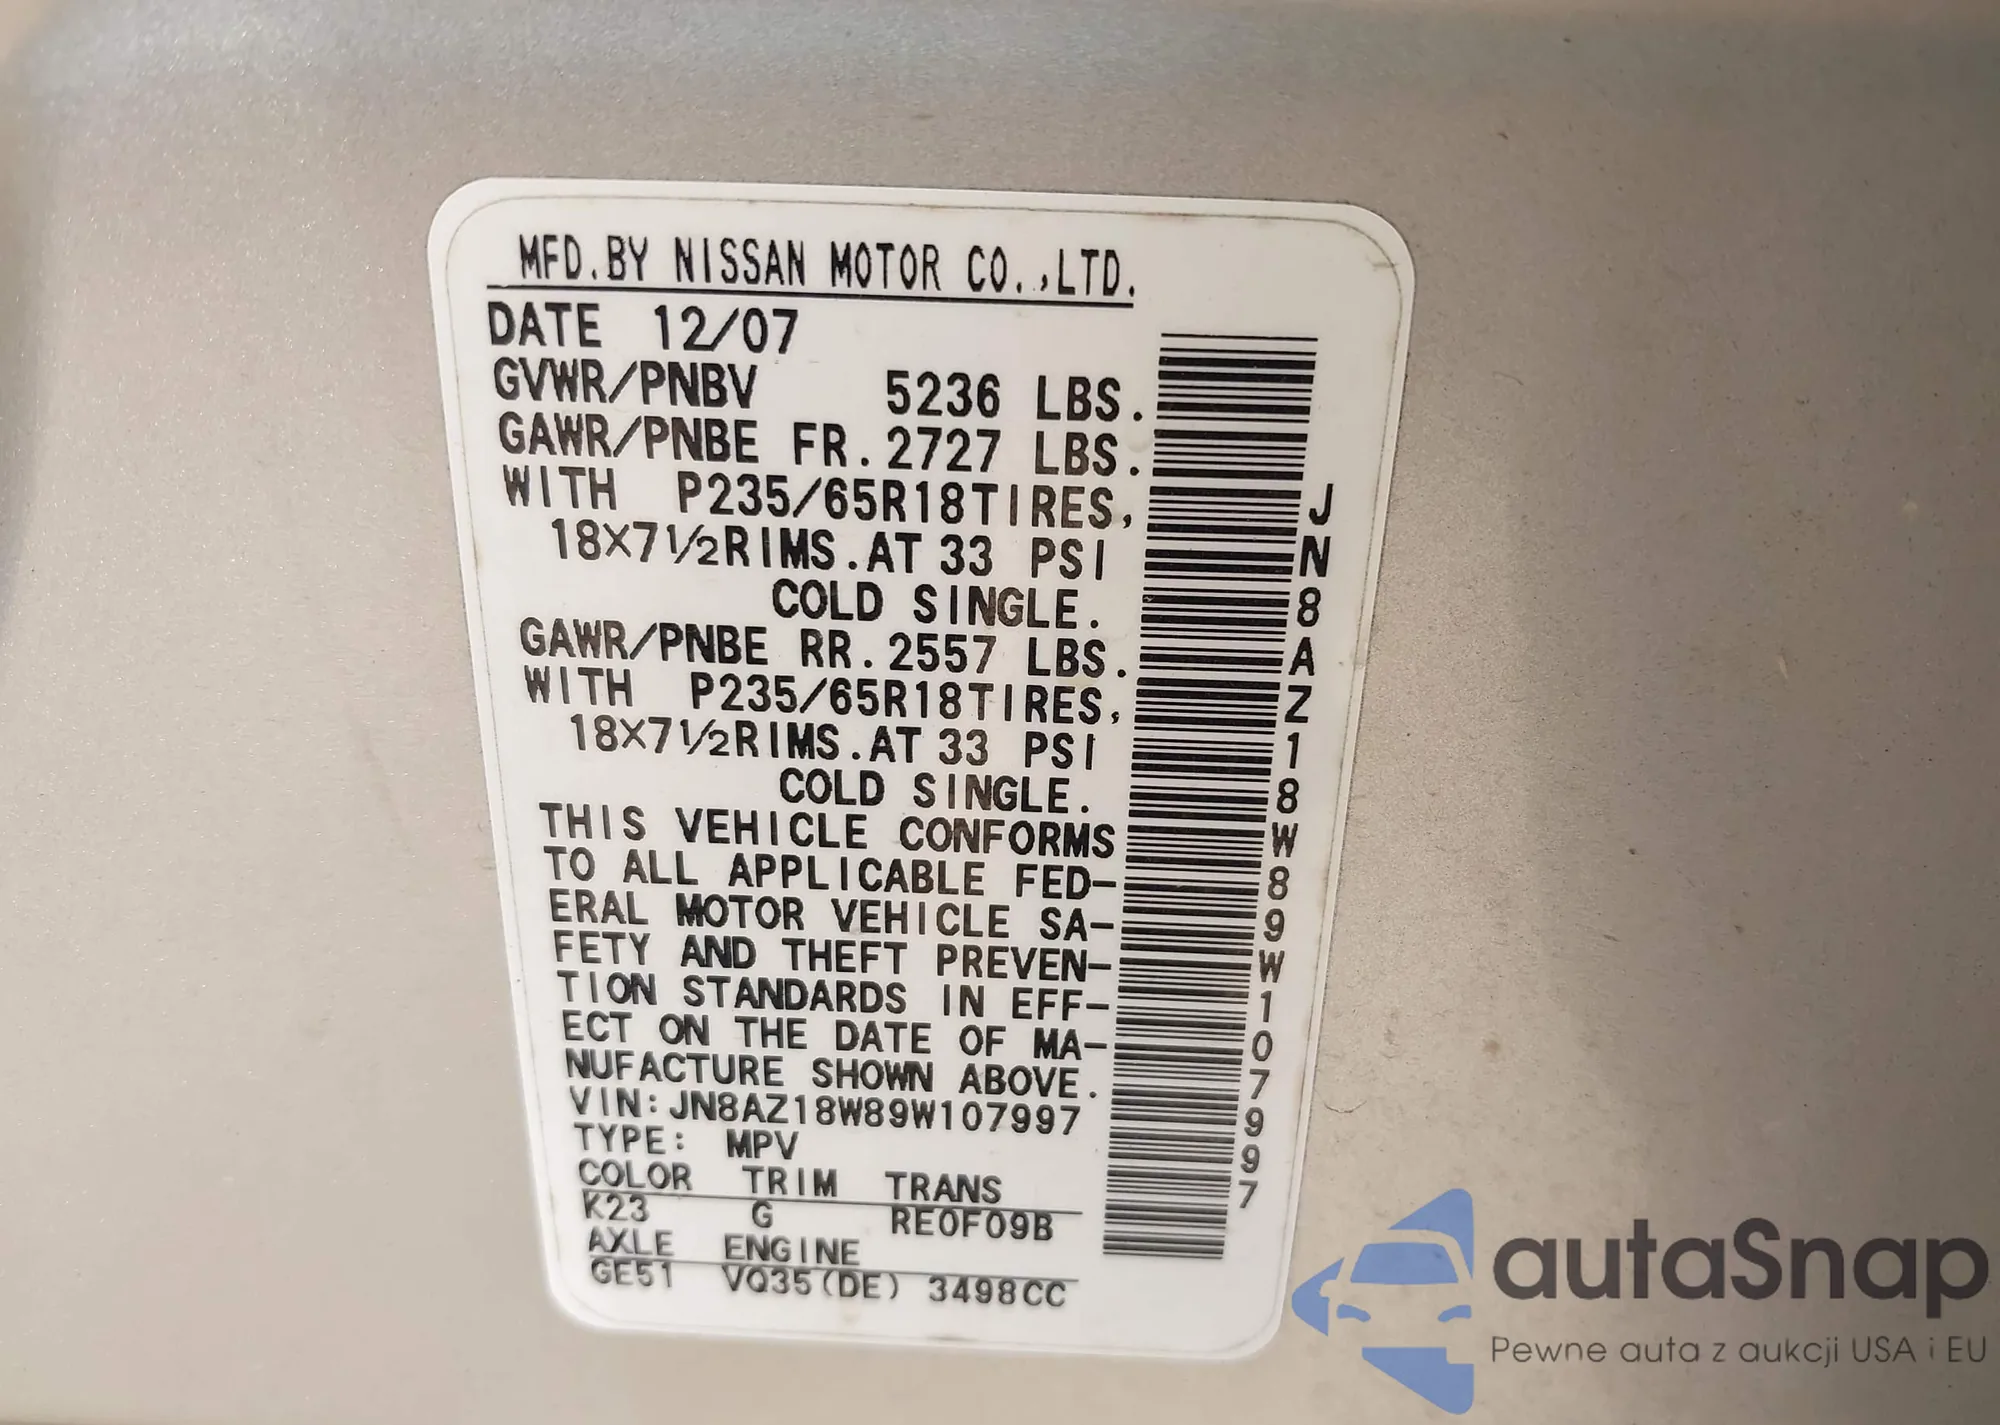 MFD.BY NISSAN MOTOR CO.,LTD.
DATE 12/07
GVWR/PNBV 5236 LBS.
GAWR/PNBE FR.2727 LBS.
WITH P235/65R18TIRES,
18X7 1/2RIMS.AT 33 PSI
COLD SINGLE.
GAWR/PNBE RR.2557 LBS.
WITH P235/65R18TIRES,
18X7 1/2RIMS.AT 33 PSI
COLD SINGLE.
THIS VEHICLE CONFORMS
TO ALL APPLICABLE FED-
ERAL MOTOR VEHICLE SA-
FETY AND THEFT PREVEN-
TION STANDARDS IN EFF-
ECT ON THE DATE OF MA-
NUFACTURE SHOWN ABOVE.
VIN:JN8AZ18W89W107997
TYPE: MPV
COLOR TRIM TRANS
K23 G RE0F09B
AXLE ENGINE
GE51 VQ35(DE) 3498CC
JN8AZ18W89W107997
autaSnap
Pewne auta z aukcji USA i EU